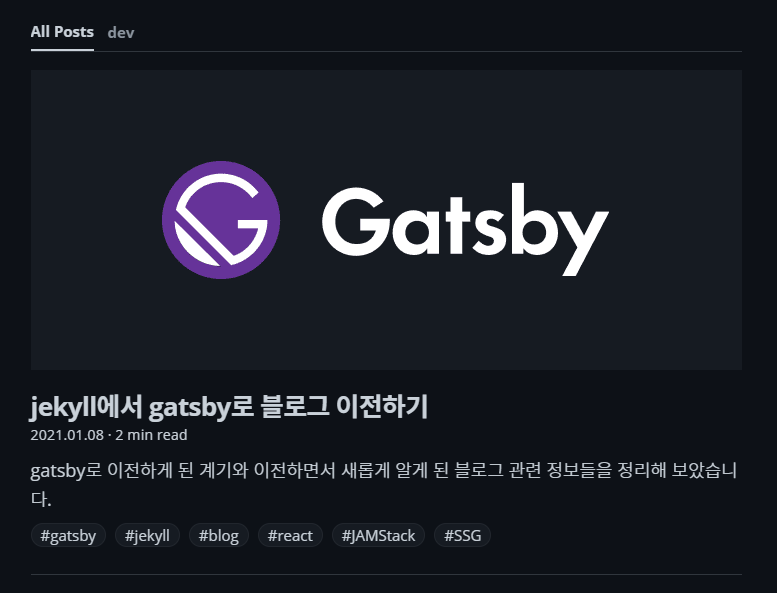 All Posts dev
Gatsby
jekyll에서 gatsby로 블로그 이전하기
2021.01.08 · 2 min read
gatsby로 이전하게 된 계기와 이전하면서 새롭게 알게 된 블로그 관련 정보들을 정리해 보았습니
다.
#gatsby #jekyll #blog #react #JAMStack #SSG